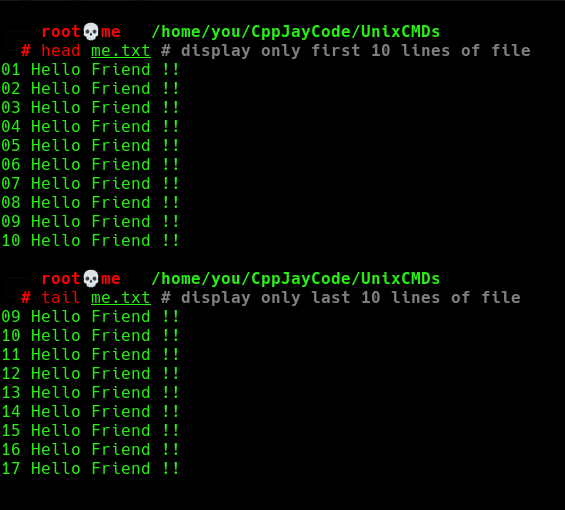 root💀me /home/you/CppJayCode/UnixCMDs
# head me.txt # display only first 10 lines of file
01 Hello Friend !!
02 Hello Friend !!
03 Hello Friend !!
04 Hello Friend !!
05 Hello Friend !!
06 Hello Friend !!
07 Hello Friend !!
08 Hello Friend !!
09 Hello Friend !!
10 Hello Friend !!
root💀me /home/you/CppJayCode/UnixCMDs
# tail me.txt # display only last 10 lines of file
09 Hello Friend !!
10 Hello Friend !!
11 Hello Friend !!
12 Hello Friend !!
13 Hello Friend !!
14 Hello Friend !!
15 Hello Friend !!
16 Hello Friend !!
17 Hello Friend !!